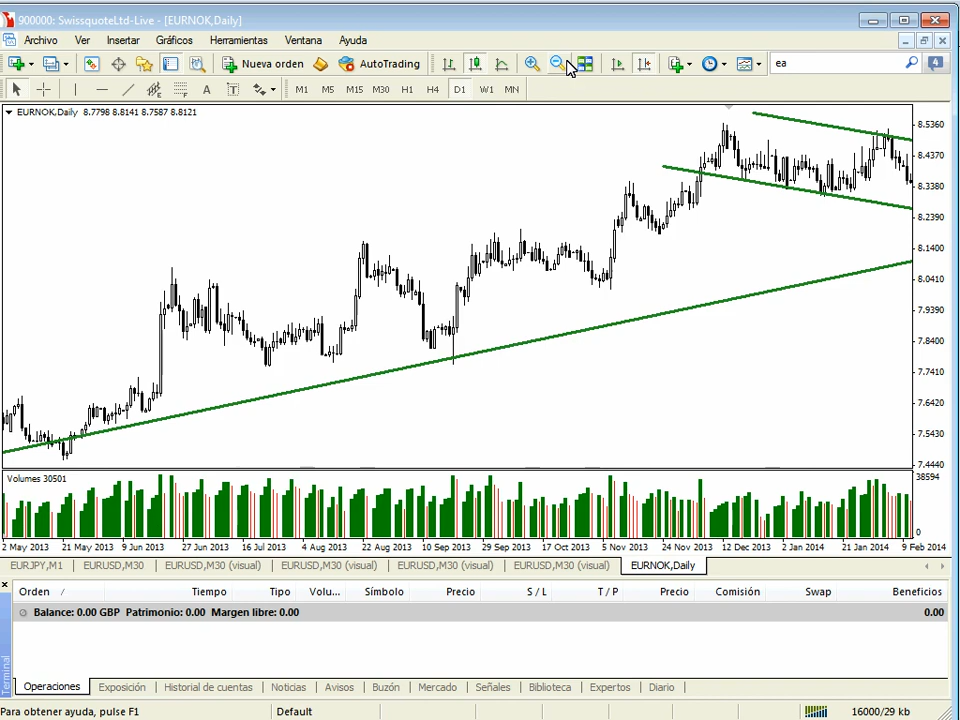 900000: SwissquoteLtd-Live - [EURNOK,Daily]
Archivo Ver Insertar Gráficos Herramientas Ventana Ayuda
Nueva orden AutoTrading ea 4
A T M1 M5 M15 M30 H1 H4 D1 W1 MN
EURNOK,Daily 8.7798 8.8141 8.7587 8.8121
8.5360
8.4370
8.3380
8.2390
8.1400
8.0410
7.9390
7.8400
7.7410
7.6420
7.5430
7.4440
Volumes 30501
38594
0
2 May 2013 21 May 2013 9 Jun 2013 27 Jun 2013 16 Jul 2013 4 Aug 2013 22 Aug 2013 10 Sep 2013 29 Sep 2013 17 Oct 2013 5 Nov 2013 24 Nov 2013 12 Dec 2013 2 Jan 2014 21 Jan 2014 9 Feb 2014
EURJPY,M1 EURUSD,M30 EURUSD,M30 (visual) EURUSD,M30 (visual) EURUSD,M30 (visual) EURUSD,M30 (visual) EURNOK,Daily
Orden / Tiempo Tipo Volu... Símbolo Precio S / L T / P Precio Comisión Swap Beneficios
Balance: 0.00 GBP Patrimonio: 0.00 Margen libre: 0.00 0.00
Terminal
Operaciones Exposición Historial de cuentas Noticias Avisos Buzón Mercado Señales Biblioteca Expertos Diario
Para obtener ayuda, pulse F1 Default 16000/29 kb